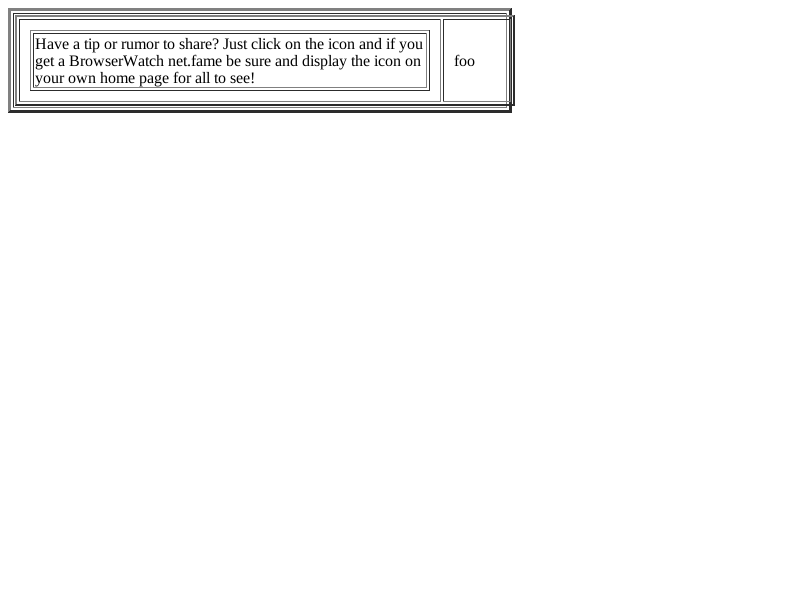 Have a tip or rumor to share? Just click on the icon and if you
get a BrowserWatch net.fame be sure and display the icon on
your own home page for all to see!
foo